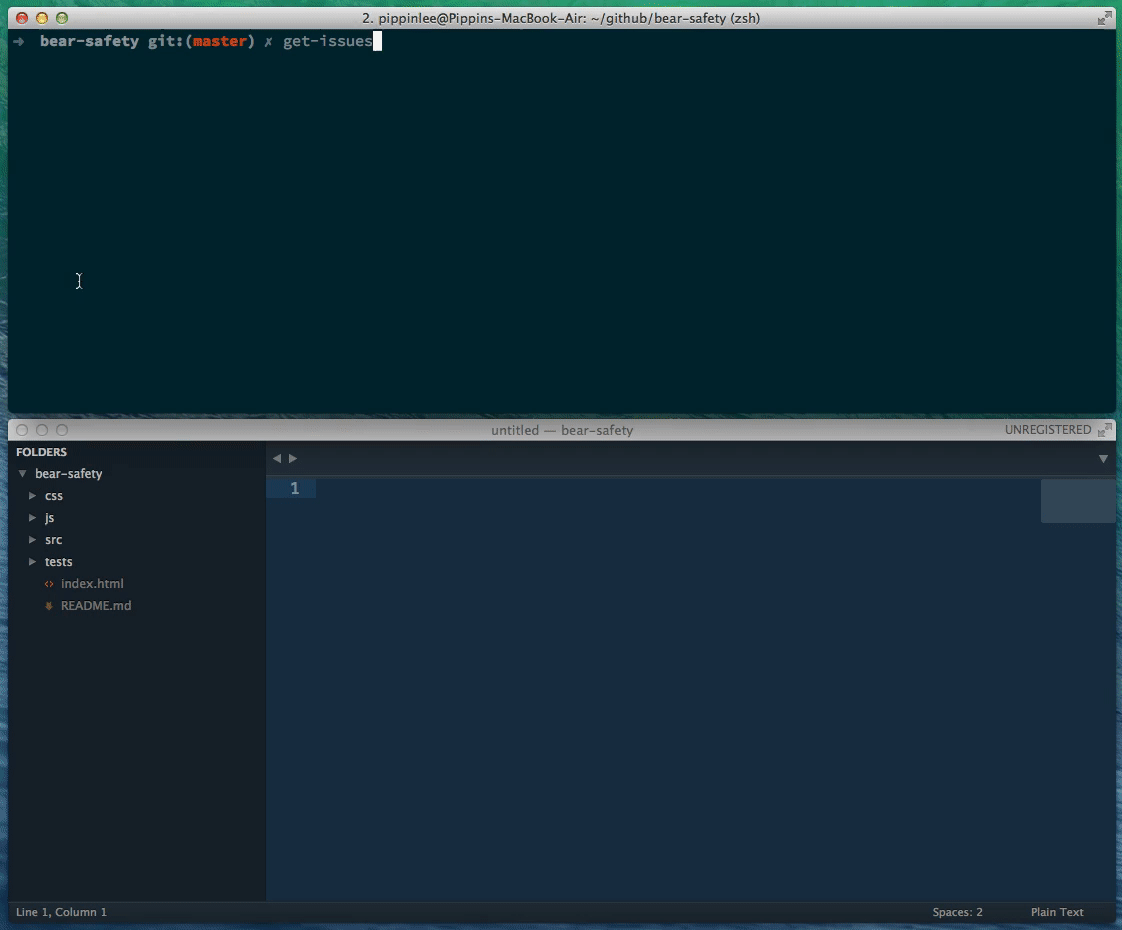 2. pippinlee@Pippins-MacBook-Air: ~/github/bear-safety (zsh)
➜ bear-safety git:(master) ✗ get-issues
untitled — bear-safety UNREGISTERED
FOLDERS
bear-safety
css
js
src
tests
index.html
README.md
1
Line 1, Column 1 Spaces: 2 Plain Text